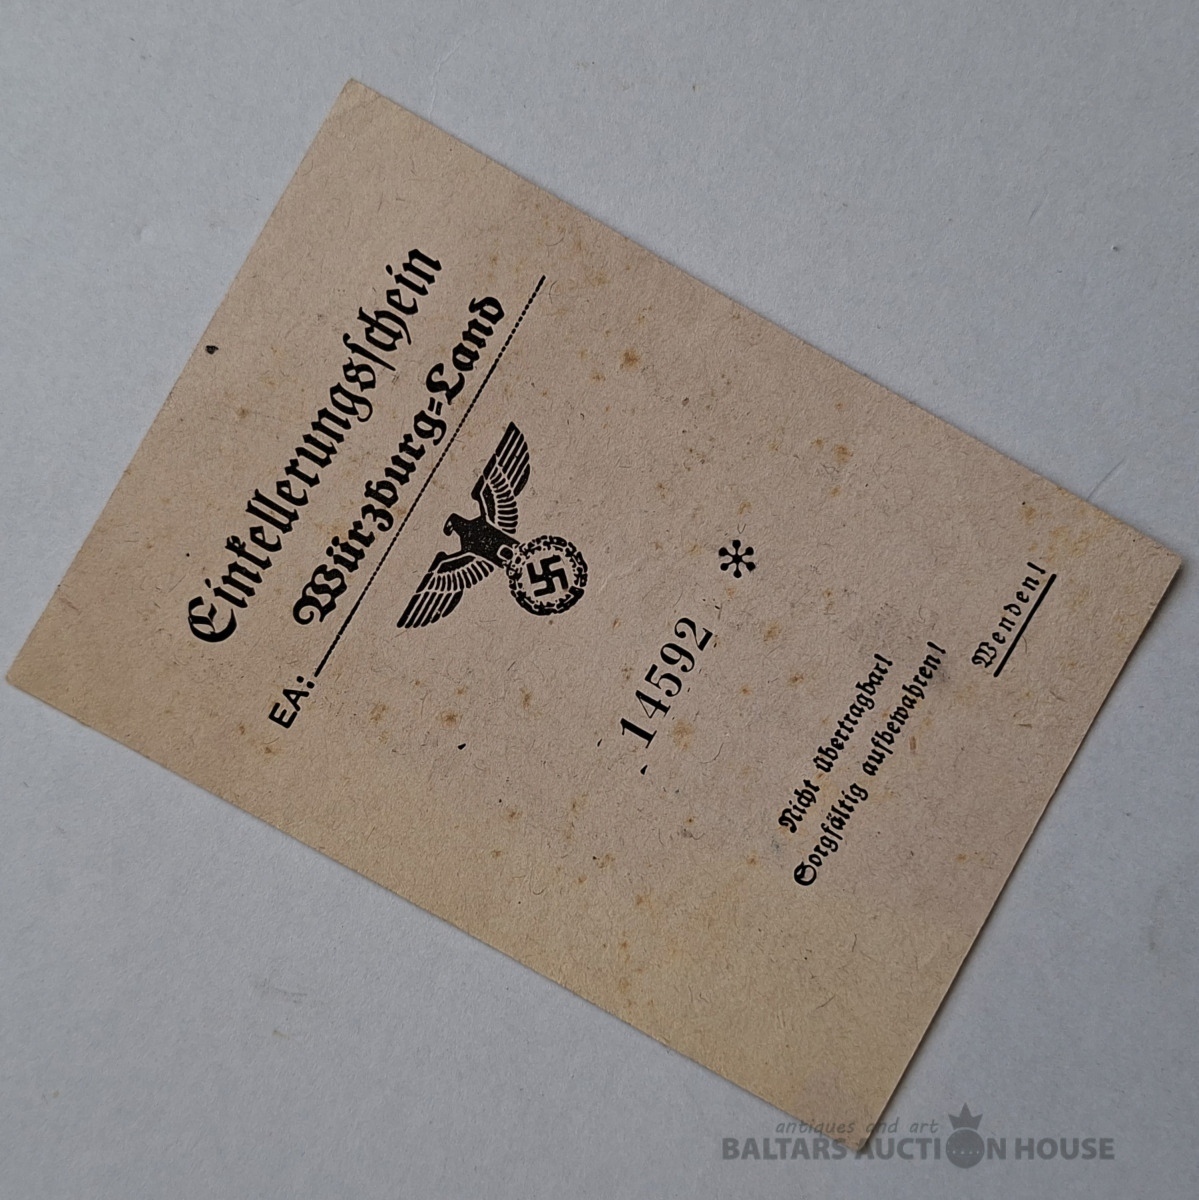 Einkellerungsschein
Würzburg=Land
EA:
14592
Nicht übertragbar!
Sorgfältig aufbewahren!
Wenden!
antiques and art
BALTARS AUCTION HOUSE